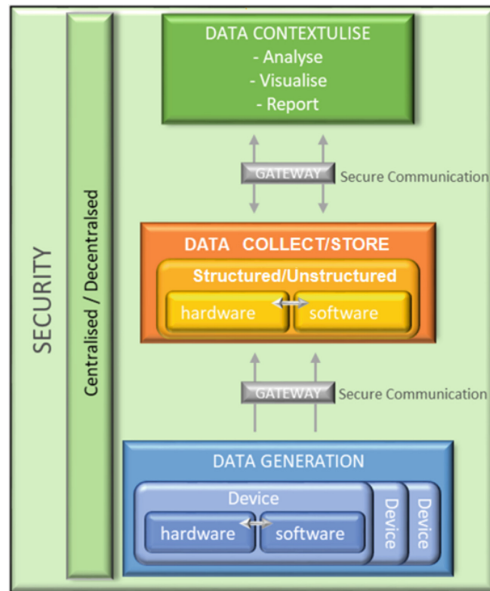 SECURITY
Centralised / Decentralsed
DATA CONTEXTULISE
- Analyse
- Visualise
- Report
GATEWAY
Secure Communication
DATA COLLECT/STORE
Structured/Unstructured
hardware
software
GATEWAY
Secure Communication
DATA GENERATION
Device
hardware
software
Device
Device